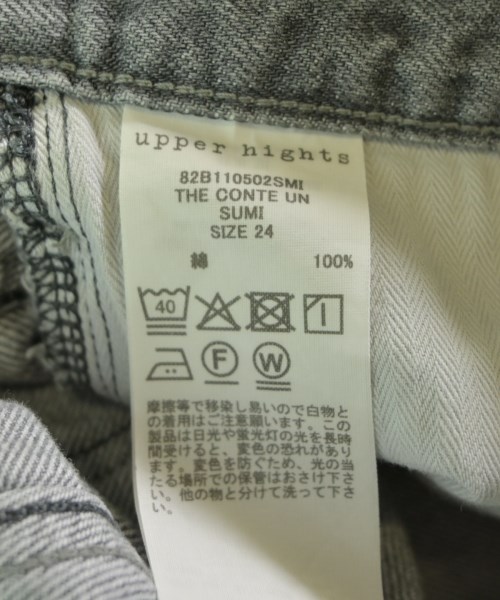 upper hights
82B110502SMI
THE CONTE UN
SUMI
SIZE 24
綿 100%
40
F W
摩擦等で移染し易いので白物と
の着用はご注意願います。この
製品は日光や蛍光灯の光を長時
間受けると、変色の恐れがあり
ます。変色を防ぐため、光の当
たる場所での保管はおさけ下さ
い。他の物と分けて洗って下さ
い。